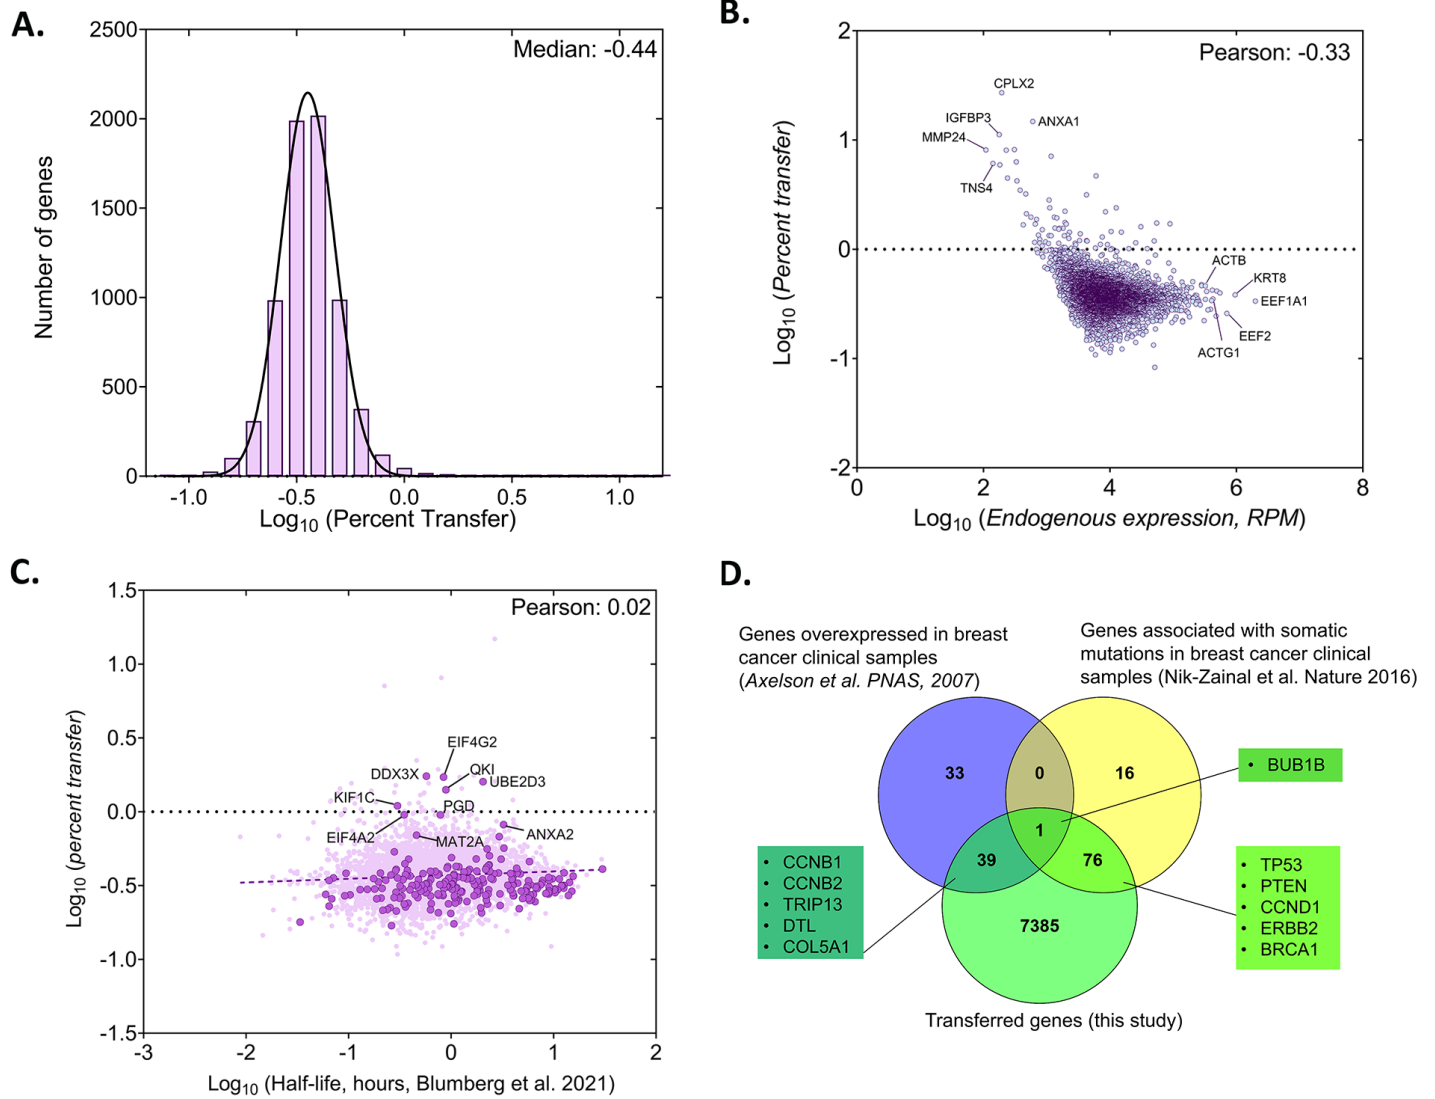 A.
2500
2000
1500
1000
500
0
Number of genes
Median: -0.44
-1.0 -0.5 0.0 0.5 1.0
Log10 (Percent Transfer)
B.
2
1
0
-1
-2
Log10 (Percent transfer)
Pearson: -0.33
CPLX2
IGFBP3
ANXA1
MMP24
TNS4
ACTB
KRT8
EEF1A1
EEF2
ACTG1
0 2 4 6 8
Log10 (Endogenous expression, RPM)
C.
1.5
1.0
0.5
0.0
-0.5
-1.0
-1.5
Log10 (percent transfer)
Pearson: 0.02
EIF4G2
DDX3X
QKI
UBE2D3
KIF1C
PGD
EIF4A2
MAT2A
ANXA2
-3 -2 -1 0 1 2
Log10 (Half-life, hours, Blumberg et al. 2021)
D.
Genes overexpressed in breast
cancer clinical samples
(Axelson et al. PNAS, 2007)
Genes associated with somatic
mutations in breast cancer clinical
samples (Nik-Zainal et al. Nature 2016)
33
0
16
1
39
76
7385
• BUB1B
• CCNB1
• CCNB2
• TRIP13
• DTL
• COL5A1
• TP53
• PTEN
• CCND1
• ERBB2
• BRCA1
Transferred genes (this study)